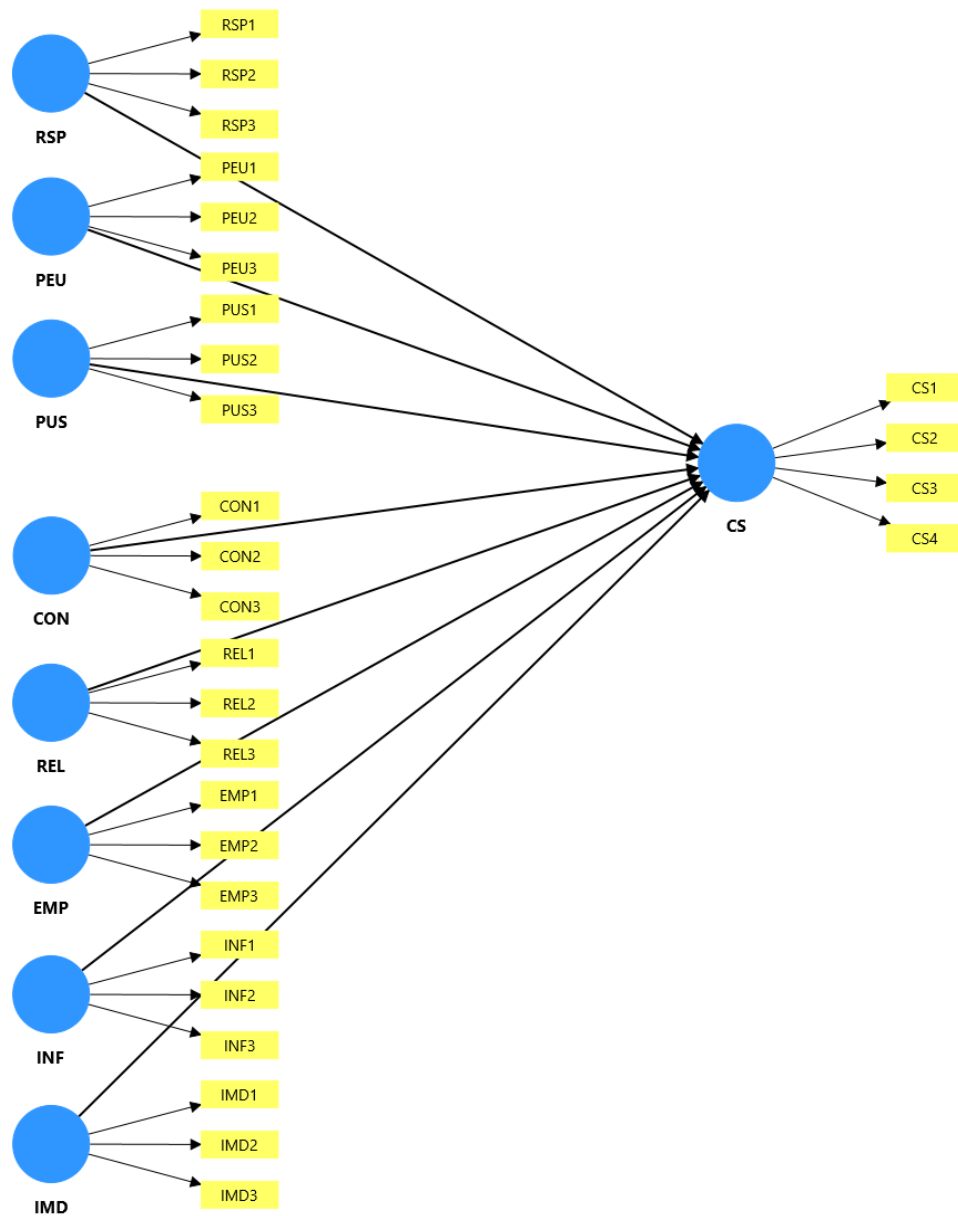 RSP1
RSP2
RSP3
RSP
PEU1
PEU2
PEU3
PEU
PUS1
PUS2
PUS3
PUS
CS1
CS2
CS3
CS4
CS
CON1
CON2
CON3
CON
REL1
REL2
REL3
REL
EMP1
EMP2
EMP3
EMP
INF1
INF2
INF3
INF
IMD1
IMD2
IMD3
IMD